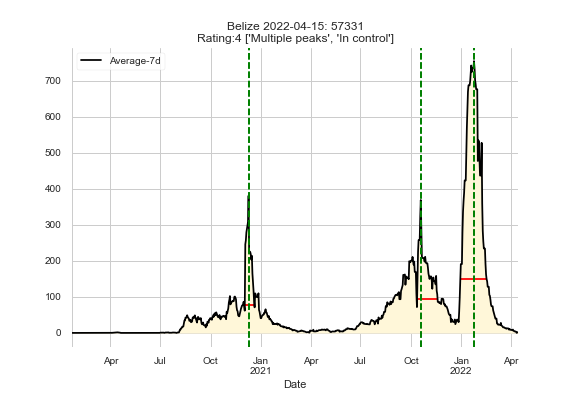 Belize 2022-04-15: 57331
Rating:4 ['Multiple peaks', 'In control']
Average-7d
700
600
500
400
300
200
100
0
Apr
Jul
Oct
Jan
2021
Apr
Jul
Oct
Jan
2022
Apr
Date